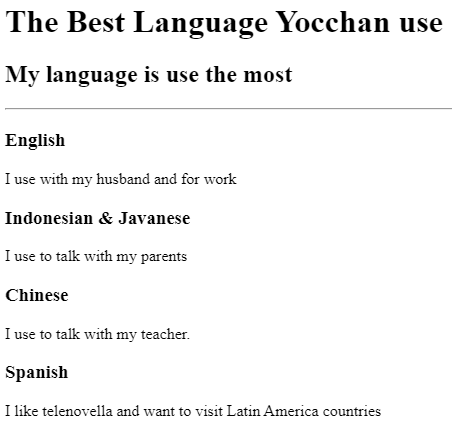 The Best Language Yocchan use
My language is use the most
English
I use with my husband and for work
Indonesian & Javanese
I use to talk with my parents
Chinese
I use to talk with my teacher.
Spanish
I like telenovella and want to visit Latin America countries